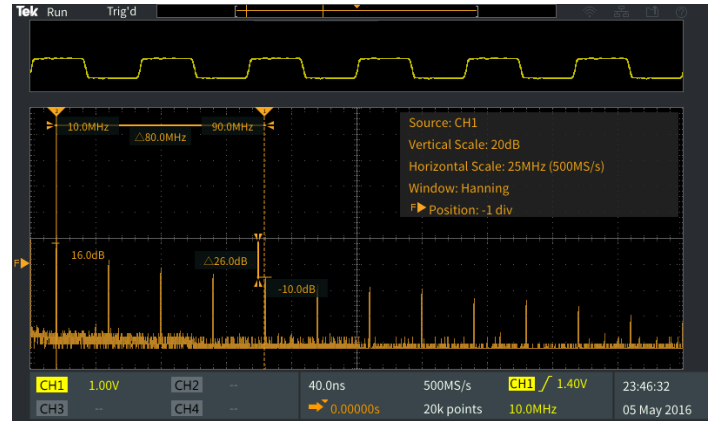 Tek Run Trig'd
10.0MHz 90.0MHz
△80.0MHz
Source: CH1
Vertical Scale: 20dB
Horizontal Scale: 25MHz (500MS/s)
Window: Hanning
F Position: -1 div
16.0dB
△26.0dB
F
-10.0dB
CH1 1.00V CH2 -- 40.0ns 500MS/s CH1 1.40V 23:46:32
CH3 -- CH4 -- 0.00000s 20k points 10.0MHz 05 May 2016